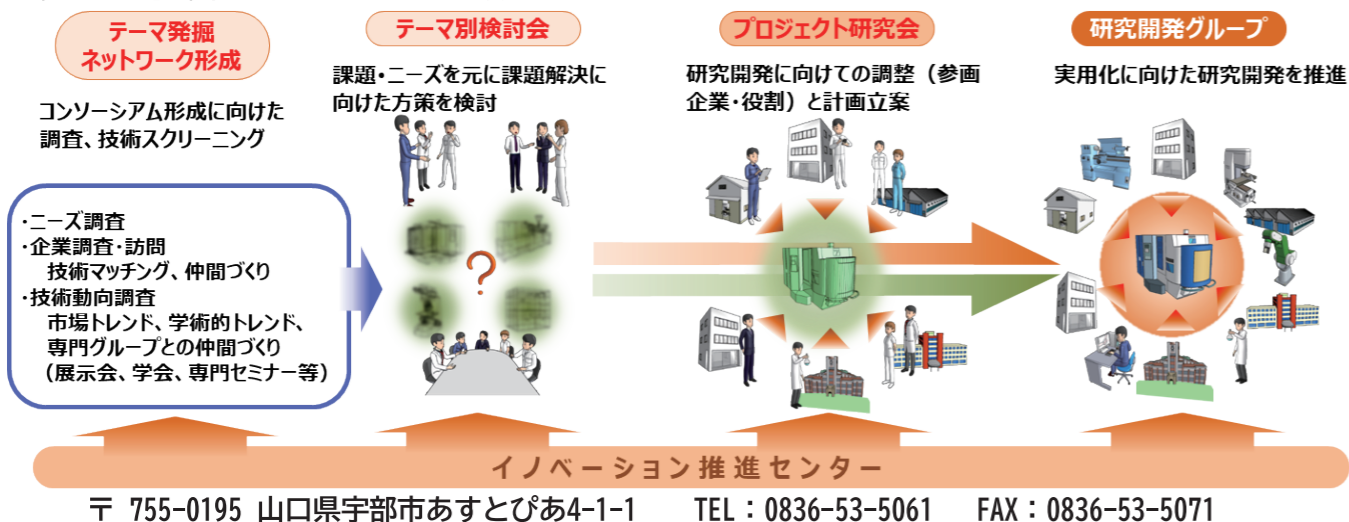 テーマ発掘
ネットワーク形成
コンソーシアム形成に向けた
調査、技術スクリーニング
・ニーズ調査
・企業調査・訪問
技術マッチング、仲間づくり
・技術動向調査
市場トレンド、学術的トレンド、
専門グループとの仲間づくり
（展示会、学会、専門セミナー等）
テーマ別検討会
課題・ニーズを元に課題解決に
向けた方策を検討
?
プロジェクト研究会
研究開発に向けての調整（参画
企業・役割）と計画立案
研究開発グループ
実用化に向けた研究開発を推進
イノベーション推進センター
〒 755-0195 山口県宇部市あすとぴあ4-1-1 TEL：0836-53-5061 FAX：0836-53-5071